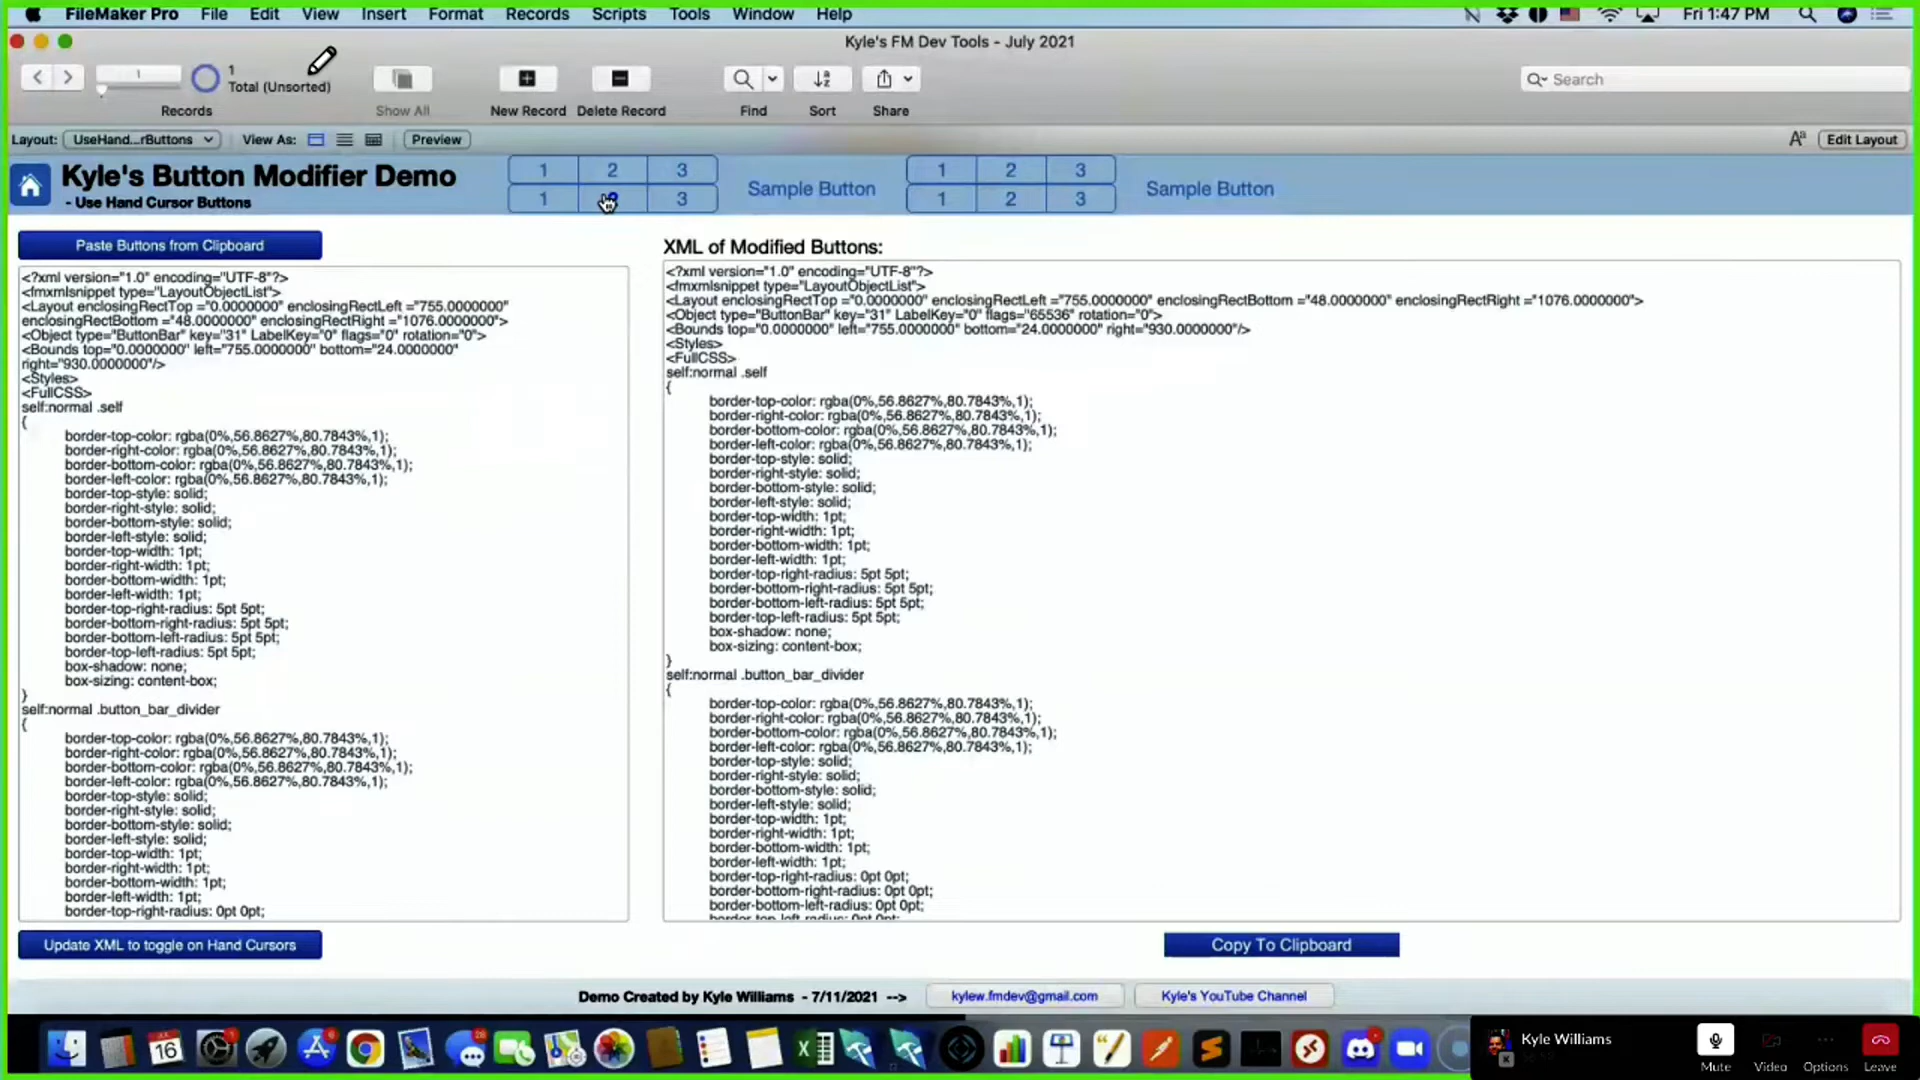 FileMaker Pro File Edit View Insert Format Records Scripts Tools Window Help Fri 1:47 PM
Kyle's FM Dev Tools - July 2021
1
1
Total (Unsorted)
Search
Records Show All New Record Delete Record Find Sort Share
Layout: UseHand...rButtons View As: Preview Edit Layout
Kyle's Button Modifier Demo
- Use Hand Cursor Buttons
1 2 3
1 3
Sample Button
1 2 3
1 2 3
Sample Button
Paste Buttons from Clipboard
<?xml version="1.0" encoding="UTF-8"?>
<fmxmlsnippet type="LayoutObjectList">
<Layout enclosingRectTop ="0.0000000" enclosingRectLeft ="755.0000000"
enclosingRectBottom ="48.0000000" enclosingRectRight ="1076.0000000">
<Object type="ButtonBar" key="31" LabelKey="0" flags="0" rotation="0">
<Bounds top="0.0000000" left="755.0000000" bottom="24.0000000"
right="930.0000000"/>
<Styles>
<FullCSS>
self:normal .self
{
border-top-color: rgba(0%,56.8627%,80.7843%,1);
border-right-color: rgba(0%,56.8627%,80.7843%,1);
border-bottom-color: rgba(0%,56.8627%,80.7843%,1);
border-left-color: rgba(0%,56.8627%,80.7843%,1);
border-top-style: solid;
border-right-style: solid;
border-bottom-style: solid;
border-left-style: solid;
border-top-width: 1pt;
border-right-width: 1pt;
border-bottom-width: 1pt;
border-left-width: 1pt;
border-top-right-radius: 5pt 5pt;
border-bottom-right-radius: 5pt 5pt;
border-bottom-left-radius: 5pt 5pt;
border-top-left-radius: 5pt 5pt;
box-shadow: none;
box-sizing: content-box;
}
self:normal .button_bar_divider
{
border-top-color: rgba(0%,56.8627%,80.7843%,1);
border-right-color: rgba(0%,56.8627%,80.7843%,1);
border-bottom-color: rgba(0%,56.8627%,80.7843%,1);
border-left-color: rgba(0%,56.8627%,80.7843%,1);
border-top-style: solid;
border-right-style: solid;
border-bottom-style: solid;
border-left-style: solid;
border-top-width: 1pt;
border-right-width: 1pt;
border-bottom-width: 1pt;
border-left-width: 1pt;
border-top-right-radius: 0pt 0pt;
Update XML to toggle on Hand Cursors
XML of Modified Buttons:
<?xml version="1.0" encoding="UTF-8"?>
<fmxmlsnippet type="LayoutObjectList">
<Layout enclosingRectTop ="0.0000000" enclosingRectLeft ="755.0000000" enclosingRectBottom ="48.0000000" enclosingRectRight ="1076.0000000">
<Object type="ButtonBar" key="31" LabelKey="0" flags="65536" rotation="0">
<Bounds top="0.0000000" left="755.0000000" bottom="24.0000000" right="930.0000000"/>
<Styles>
<FullCSS>
self:normal .self
{
border-top-color: rgba(0%,56.8627%,80.7843%,1);
border-right-color: rgba(0%,56.8627%,80.7843%,1);
border-bottom-color: rgba(0%,56.8627%,80.7843%,1);
border-left-color: rgba(0%,56.8627%,80.7843%,1);
border-top-style: solid;
border-right-style: solid;
border-bottom-style: solid;
border-left-style: solid;
border-top-width: 1pt;
border-right-width: 1pt;
border-bottom-width: 1pt;
border-left-width: 1pt;
border-top-right-radius: 5pt 5pt;
border-bottom-right-radius: 5pt 5pt;
border-bottom-left-radius: 5pt 5pt;
border-top-left-radius: 5pt 5pt;
box-shadow: none;
box-sizing: content-box;
}
self:normal .button_bar_divider
{
border-top-color: rgba(0%,56.8627%,80.7843%,1);
border-right-color: rgba(0%,56.8627%,80.7843%,1);
border-bottom-color: rgba(0%,56.8627%,80.7843%,1);
border-left-color: rgba(0%,56.8627%,80.7843%,1);
border-top-style: solid;
border-right-style: solid;
border-bottom-style: solid;
border-left-style: solid;
border-top-width: 1pt;
border-right-width: 1pt;
border-bottom-width: 1pt;
border-left-width: 1pt;
border-top-right-radius: 0pt 0pt;
border-bottom-right-radius: 0pt 0pt;
border-bottom-left-radius: 0pt 0pt;
border-top-left-radius: 0pt 0pt;
Copy To Clipboard
Demo Created by Kyle Williams - 7/11/2021 --> kylew.fmdev@gmail.com Kyle's YouTube Channel
JUL
16
Kyle Williams
Mute Video Options Leave